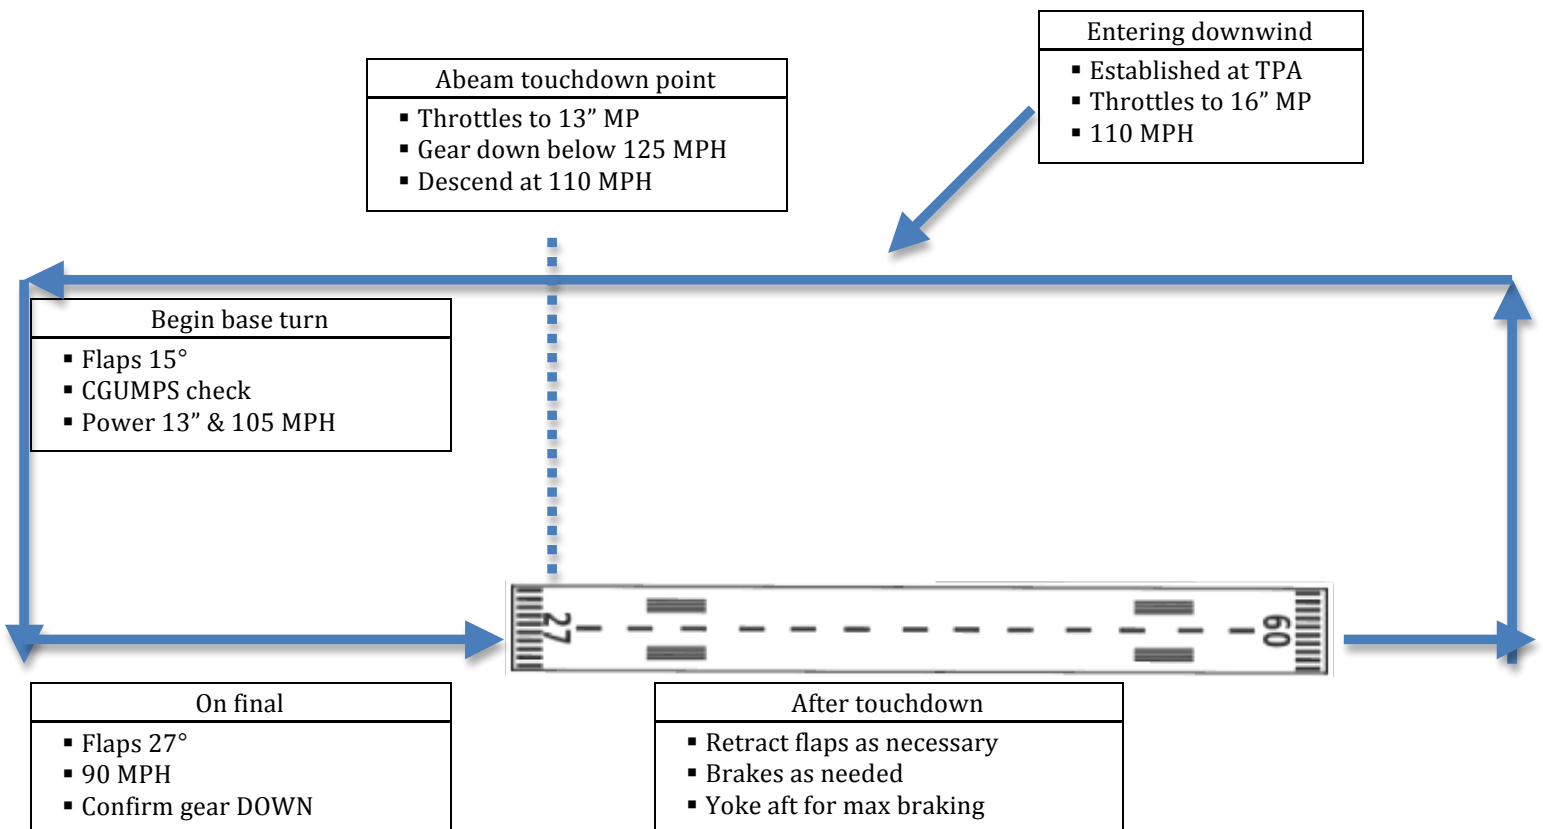 Entering downwind
▪ Established at TPA
▪ Throttles to 16” MP
▪ 110 MPH
Abeam touchdown point
▪ Throttles to 13” MP
▪ Gear down below 125 MPH
▪ Descend at 110 MPH
Begin base turn
▪ Flaps 15°
▪ CGUMPS check
▪ Power 13” & 105 MPH
27
09
On final
▪ Flaps 27°
▪ 90 MPH
▪ Confirm gear DOWN
After touchdown
▪ Retract flaps as necessary
▪ Brakes as needed
▪ Yoke aft for max braking